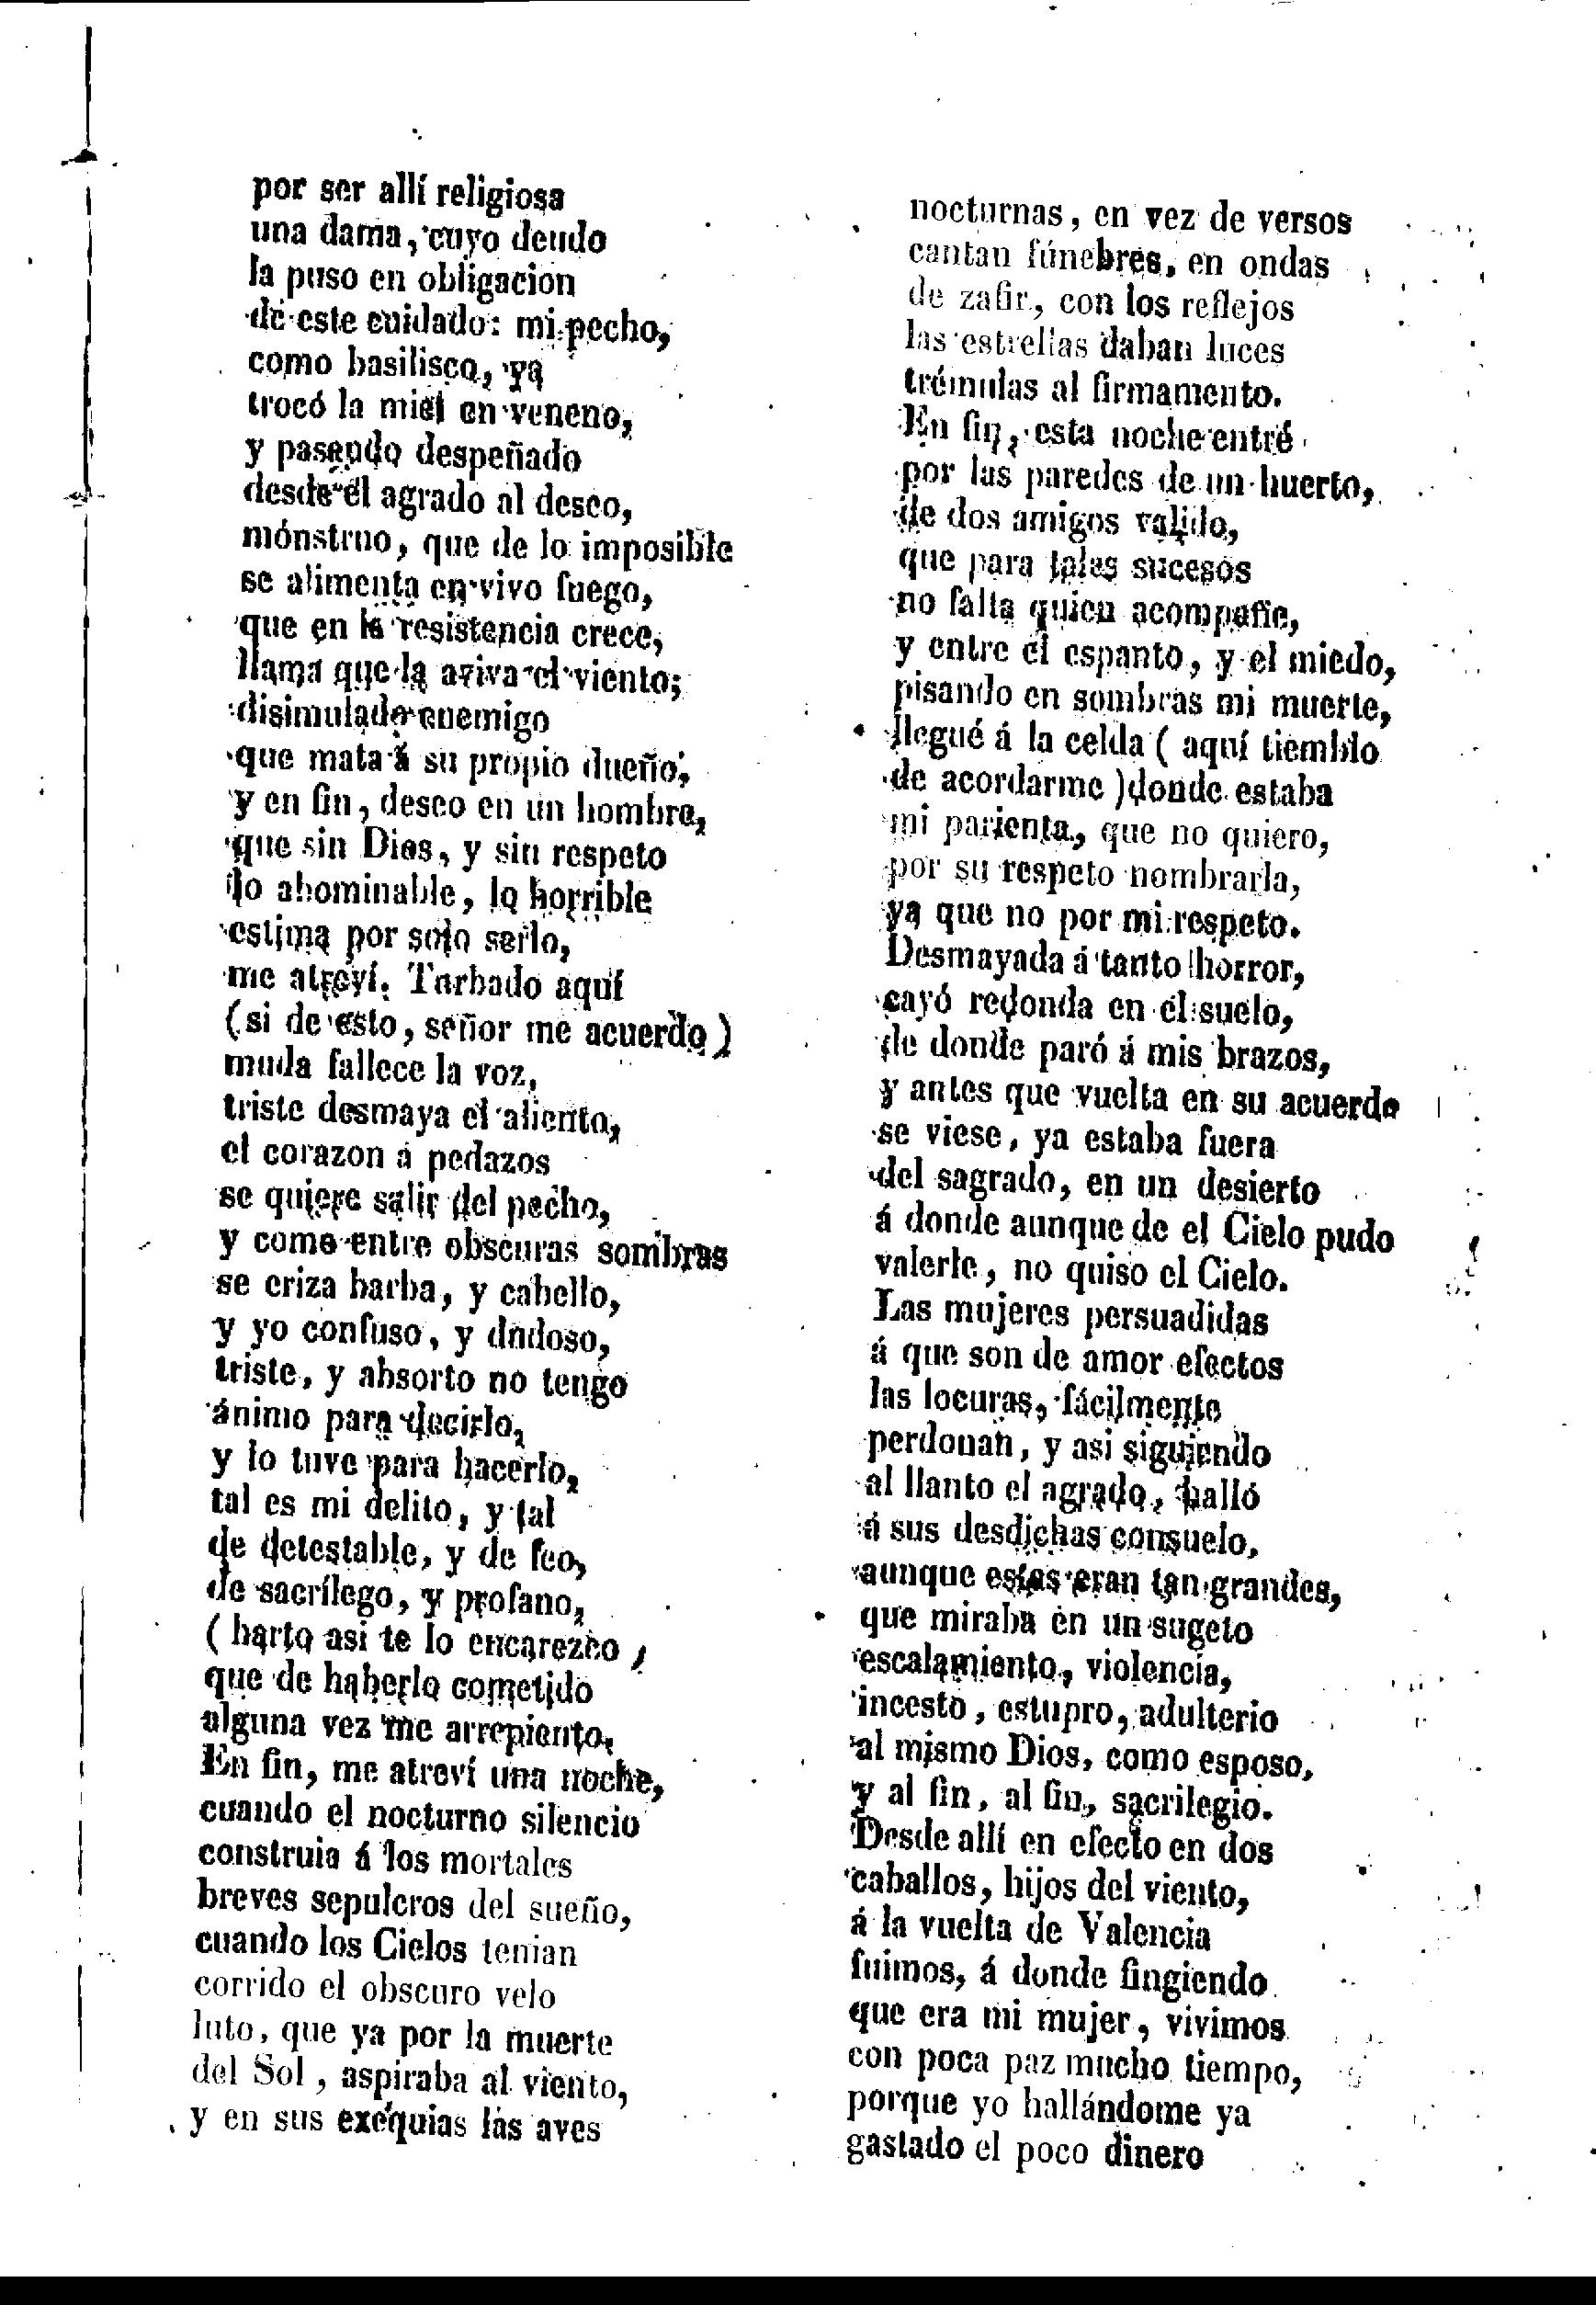 por ser allí religiosa
una dama, cuyo deudo
la puso en obligacion
de este cuidado: mi pecho,
como basilisco, ya
trocó la miel en veneno,
y pasando despeñado
desde el agrado al deseo,
mónstruo, que de lo imposible
se alimenta en vivo fuego,
que en la resistencia crece,
llama que la aviva el viento;
disimulado enemigo
que mata á su propio dueño,
y en fin, deseo en un hombre,
que sin Dios, y sin respeto
lo abominable, lo horrible
estima por solo serlo,
me atreví. Turbado aquí
(si de esto, señor me acuerdo)
muda fallece la voz,
triste desmaya el aliento,
el corazon á pedazos
se quiere salir del pecho,
y como entre obscuras sombras
se eriza barba, y cabello,
y yo confuso, y dudoso,
triste, y absorto no tengo
ánimo para decirlo,
y lo tuve para hacerlo,
tal es mi delito, y tal
de detestable, y de feo,
de sacrílego, y profano,
(harto asi te lo encarezco)
que de haberlo cometido
alguna vez me arrepiento.
En fin, me atreví una noche,
cuando el nocturno silencio
construia á los mortales
breves sepulcros del sueño,
cuando los Cielos tenian
corrido el obscuro velo
luto, que ya por la muerte
del Sol, aspiraba al viento,
y en sus exéquias las aves
nocturnas, en vez de versos
cantan fúnebres, en ondas
de zafir, con los reflejos
las estrellas daban luces
trémulas al firmamento.
En fin, esta noche entré
por las paredes de un huerto,
de dos amigos valido,
que para tales sucesos
no falta quien acompañe,
y entre el espanto, y el miedo,
pisando en sombras mi muerte,
llegué á la celda (aquí tiemblo
de acordarme) donde estaba
mi parienta, que no quiero,
por su respeto nombrarla,
ya que no por mi respeto.
Desmayada á tanto horror,
cayó redonda en el suelo,
de donde paró á mis brazos,
y antes que vuelta en su acuerdo
se viese, ya estaba fuera
del sagrado, en un desierto
á donde aunque de el Cielo pudo
valerle, no quiso el Cielo.
Las mujeres persuadidas
á que son de amor efectos
las locuras, fácilmente
perdonan, y asi siguiendo
al llanto el agrado, halló
á sus desdichas consuelo,
aunque estas eran tan grandes,
que miraba en un sugeto
escalamiento, violencia,
incesto, estupro, adulterio
al mismo Dios, como esposo,
y al fin, al fin, sacrilegio.
Desde allí en efecto en dos
caballos, hijos del viento,
á la vuelta de Valencia
fuimos, á donde fingiendo
que era mi mujer, vivimos
con poca paz mucho tiempo,
porque yo hallándome ya
gastado el poco dinero